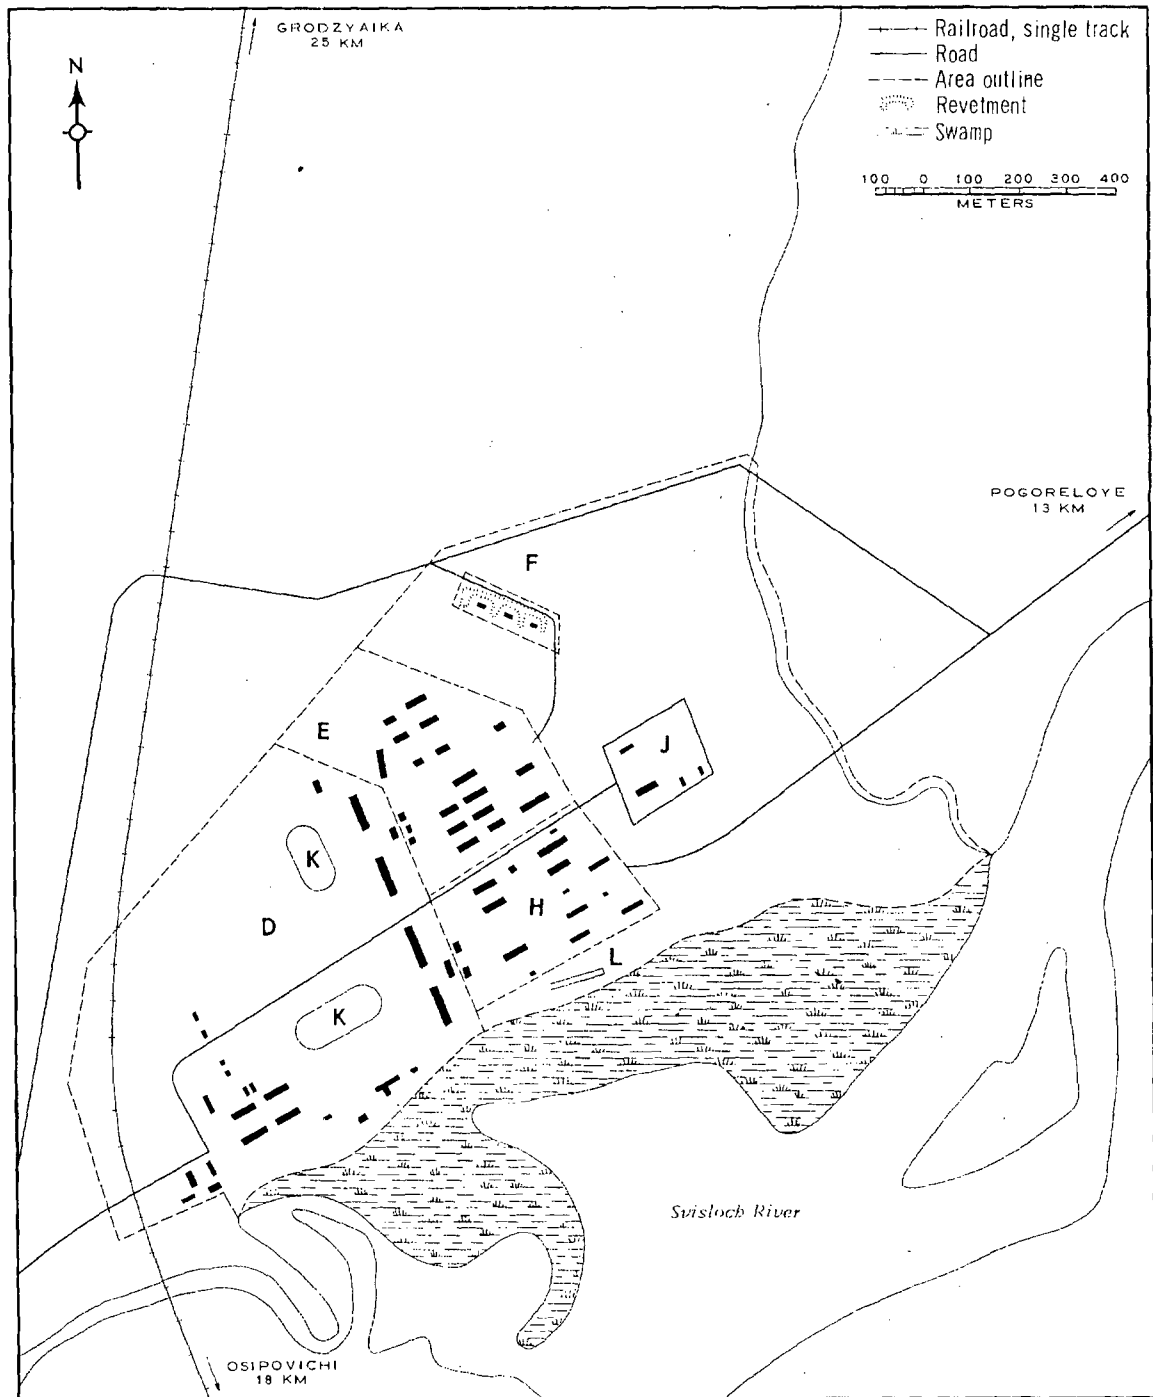 GRODZYAIKA
25 KM
N
Railroad, single track
Road
Area outline
Revetment
Swamp
100 0 100 200 300 400
METERS
POGORELOYE
13 KM
F
E
J
K
D
H
L
K
Svisloch River
OSIPOVICHI
18 KM